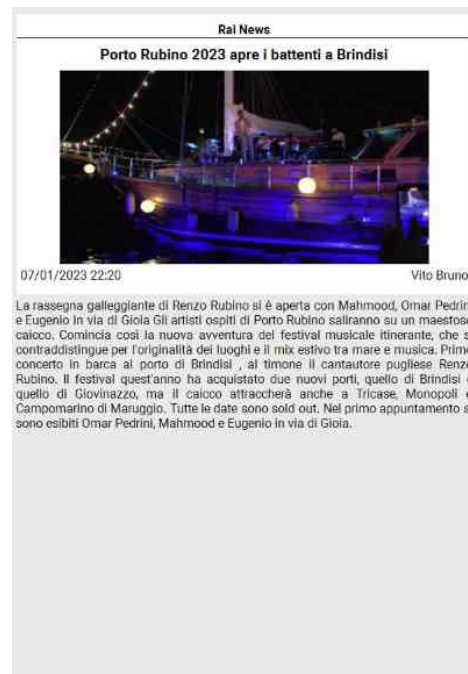 Rai News
Porto Rubino 2023 apre i battenti a Brindisi
07/01/2023 22:20
Vito Bruno
La rassegna galleggiante di Renzo Rubino si è aperta con Mahmood, Omar Pedrin
e Eugenio in via di Gioia Gli artisti ospiti di Porto Rubino saliranno su un maestoso
caicco. Comincia così la nuova avventura del festival musicale itinerante, che s
contraddistingue per l'originalità dei luoghi e il mix estivo tra mare e musica. Primo
concerto in barca al porto di Brindisi , al timone il cantautore pugliese Renzo
Rubino. Il festival quest'anno ha acquistato due nuovi porti, quello di Brindisi
quello di Giovinazzo, ma il caicco attraccherà anche a Tricase, Monopoli e
Campomarino di Maruggio. Tutte le date sono sold out. Nel primo appuntamento s
sono esibiti Omar Pedrini, Mahmood e Eugenio in via di Gioia.